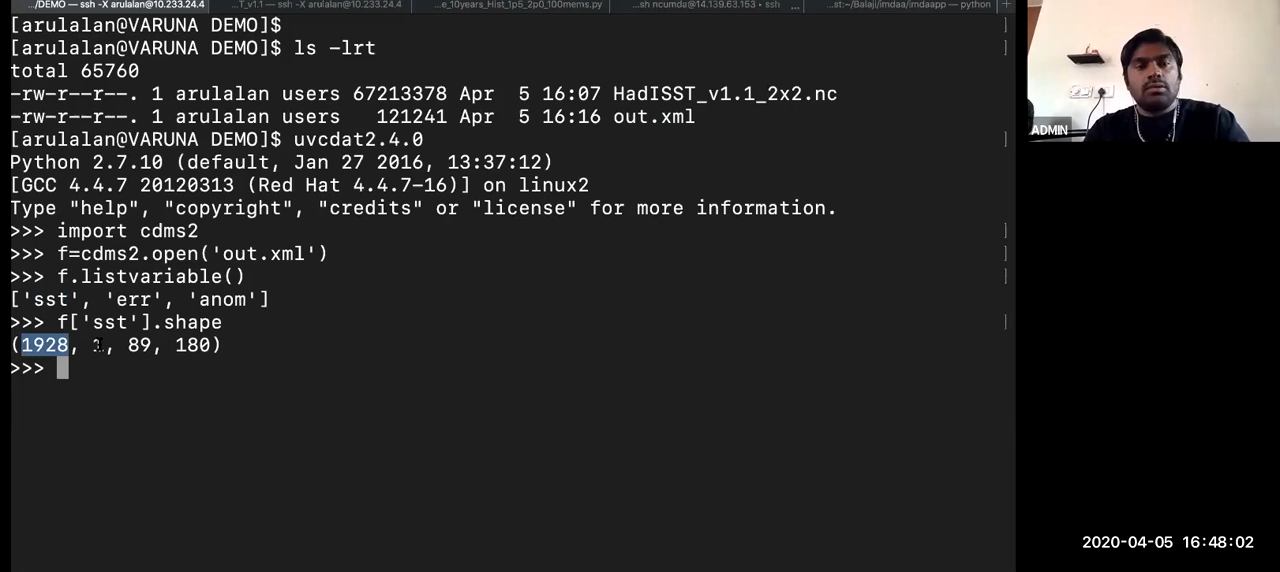 .../DEMO — ssh -X arulalan@10.233.24.4
...T_v1.1 — ssh -X arulalan@10.233.24.4
...e_10years_Hist_1p5_2p0_100mems.py
...sh ncumda@14.139.63.153 ▸ ssh ...
...st:~/Balaji/imdaa/imdaapp — python
[arulalan@VARUNA DEMO]$
[arulalan@VARUNA DEMO]$ ls -lrt
total 65760
-rw-r--r--. 1 arulalan users 67213378 Apr  5 16:07 HadISST_v1.1_2x2.nc
-rw-r--r--. 1 arulalan users   121241 Apr  5 16:16 out.xml
[arulalan@VARUNA DEMO]$ uvcdat2.4.0
Python 2.7.10 (default, Jan 27 2016, 13:37:12)
[GCC 4.4.7 20120313 (Red Hat 4.4.7-16)] on linux2
Type "help", "copyright", "credits" or "license" for more information.
>>> import cdms2
>>> f=cdms2.open('out.xml')
>>> f.listvariable()
['sst', 'err', 'anom']
>>> f['sst'].shape
(1928, , 89, 180)
>>>
ADMIN
2020-04-05 16:48:02